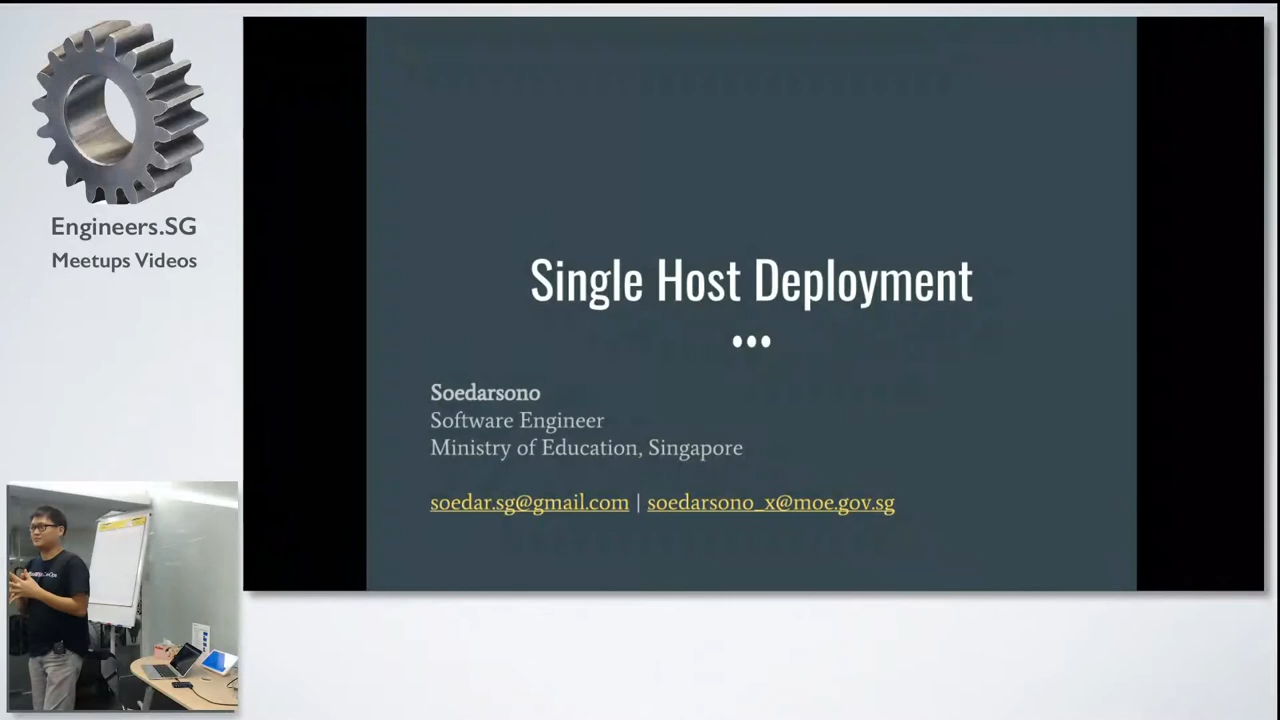 Engineers.SG
Meetups Videos
Single Host Deployment
Soedarsono
Software Engineer
Ministry of Education, Singapore
soedar.sg@gmail.com | soedarsono_x@moe.gov.sg